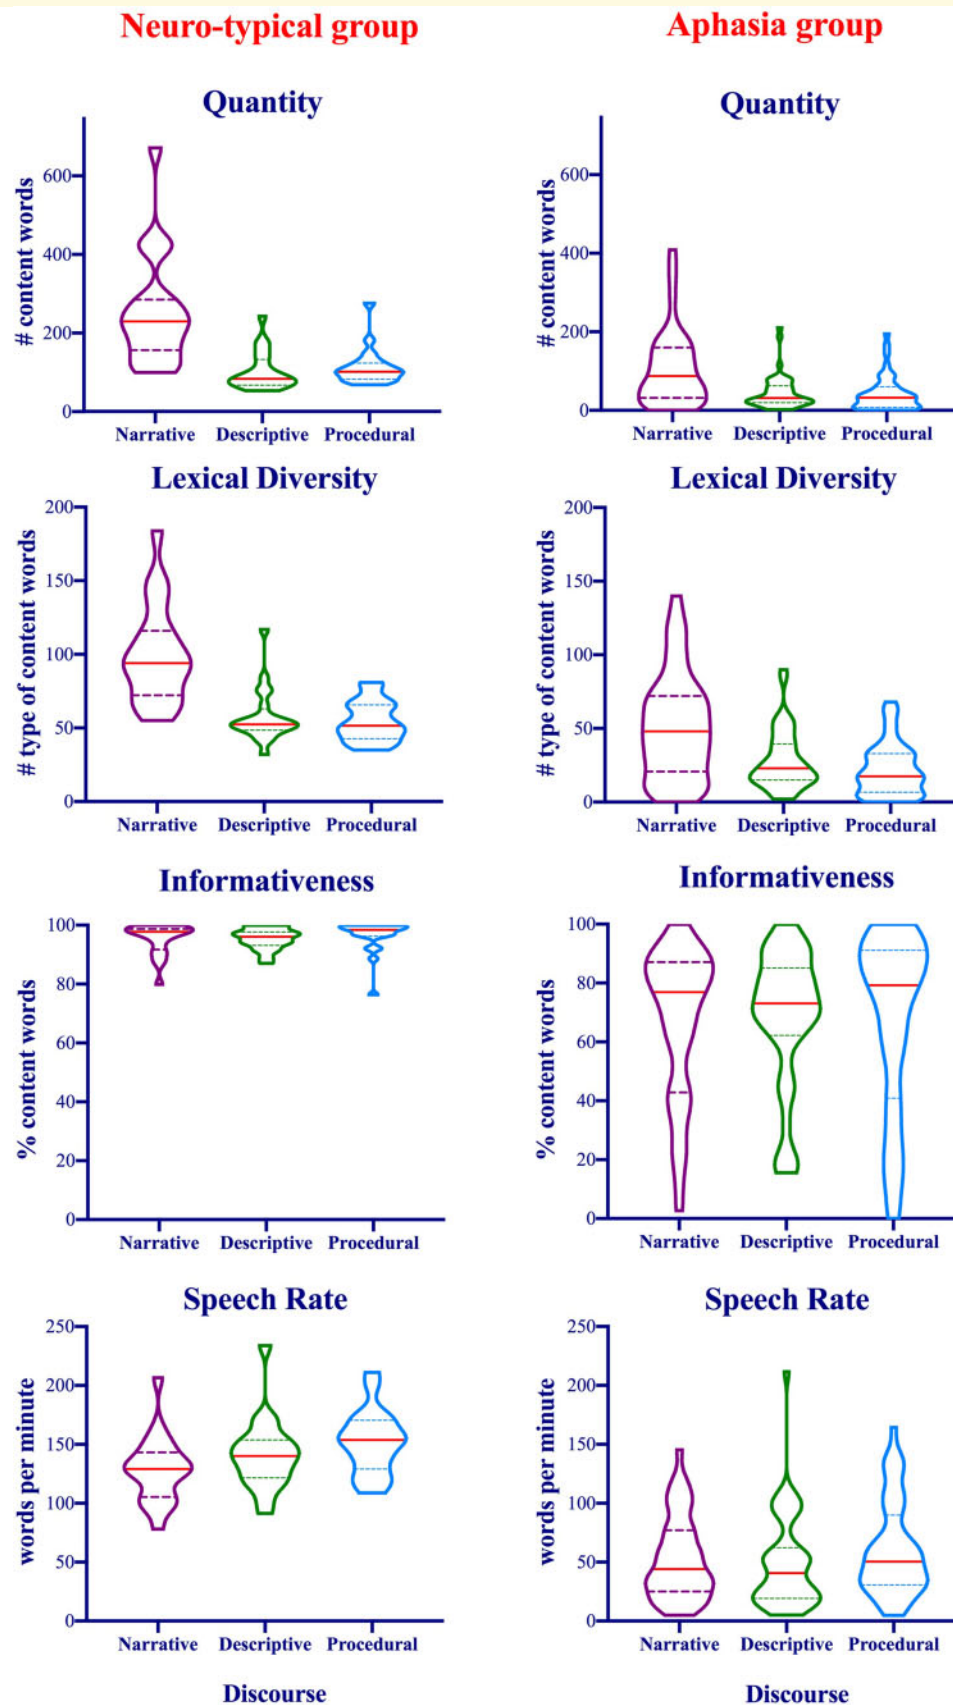 Neuro-typical group
Aphasia group
Quantity
# content words
600
400
200
0
Narrative Descriptive Procedural
Quantity
# content words
600
400
200
0
Narrative Descriptive Procedural
Lexical Diversity
# type of content words
200
150
100
50
0
Narrative Descriptive Procedural
Lexical Diversity
# type of content words
200
150
100
50
0
Narrative Descriptive Procedural
Informativeness
% content words
100
80
60
40
20
0
Narrative Descriptive Procedural
Informativeness
% content words
100
80
60
40
20
0
Narrative Descriptive Procedural
Speech Rate
words per minute
250
200
150
100
50
0
Narrative Descriptive Procedural
Discourse
Speech Rate
words per minute
250
200
150
100
50
0
Narrative Descriptive Procedural
Discourse